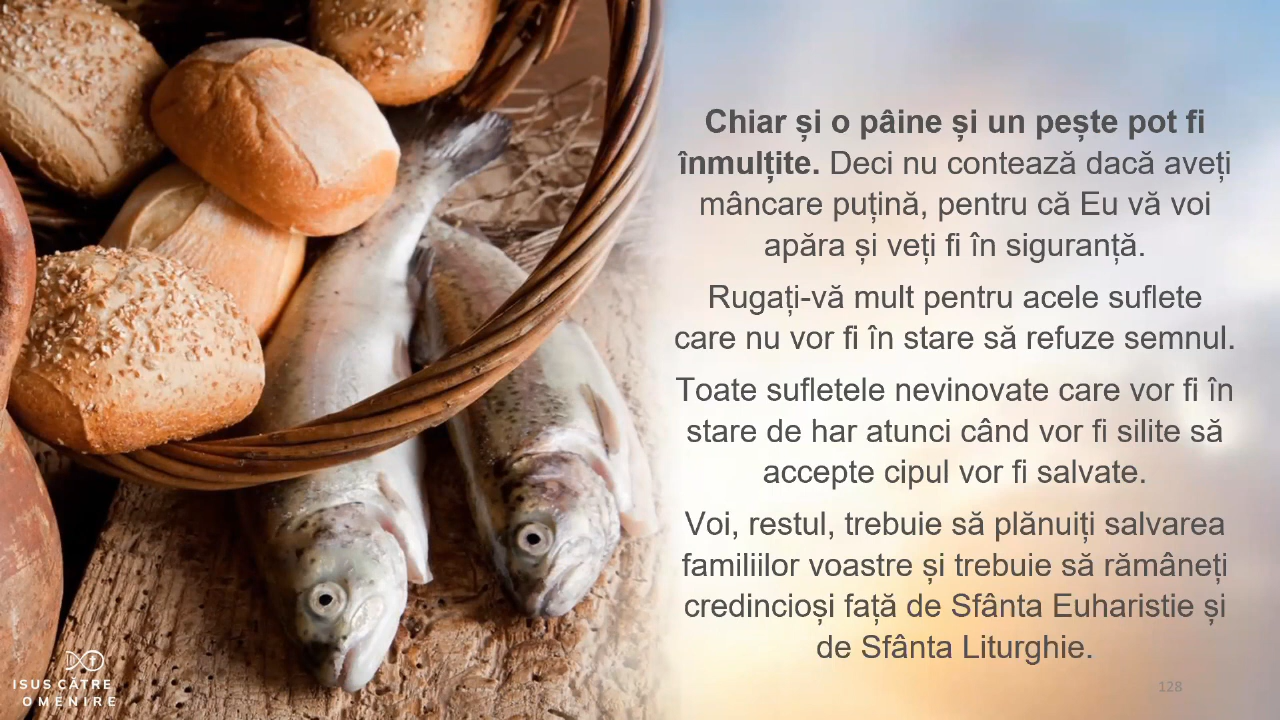 Chiar și o pâine și un pește pot fi
înmulțite. Deci nu contează dacă aveți
mâncare puțină, pentru că Eu vă voi
apăra și veți fi în siguranță.
Rugați-vă mult pentru acele suflete
care nu vor fi în stare să refuze semnul.
Toate sufletele nevinovate care vor fi în
stare de har atunci când vor fi silite să
accepte cipul vor fi salvate.
Voi, restul, trebuie să plănuiți salvarea
familiilor voastre și trebuie să rămâneți
credincioși față de Sfânta Euharistie și
de Sfânta Liturghie.
ISUS CĂTRE
OMENIRE
128